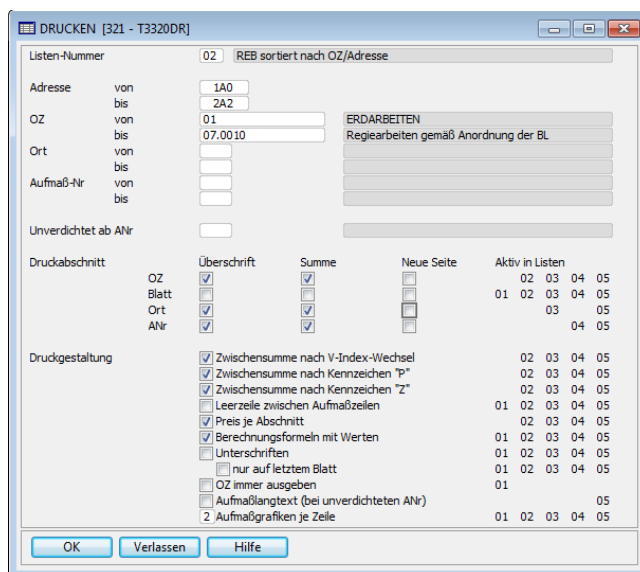 DRUCKEN [321 - T3320DR]
Listen-Nummer 02 REB sortiert nach OZ/Adresse
Adresse von 1A0
bis 2A2
OZ von 01 ERDARBEITEN
bis 07.0010 Regiearbeiten gemäß Anordnung der BL
Ort von
bis
Aufmaß-Nr von
bis
Unverdichtet ab ANr
Druckabschnitt Überschrift Summe Neue Seite Aktiv in Listen
OZ 02 03 04 05
Blatt 01 02 03 04 05
Ort 03 05
ANr 04 05
Druckgestaltung Zwischensumme nach V-Index-Wechsel 02 03 04 05
Zwischensumme nach Kennzeichen "P" 02 03 04 05
Zwischensumme nach Kennzeichen "Z" 02 03 04 05
Leerzeile zwischen Aufmaßzeilen 01 02 03 04 05
Preis je Abschnitt 02 03 04 05
Berechnungsformeln mit Werten 01 02 03 04 05
Unterschriften 01 02 03 04 05
nur auf letztem Blatt 01 02 03 04 05
OZ immer ausgeben 01
Aufmaßlangtext (bei unverdichteten ANr) 05
2 Aufmaßgrafiken je Zeile 01 02 03 04 05
OK Verlassen Hilfe